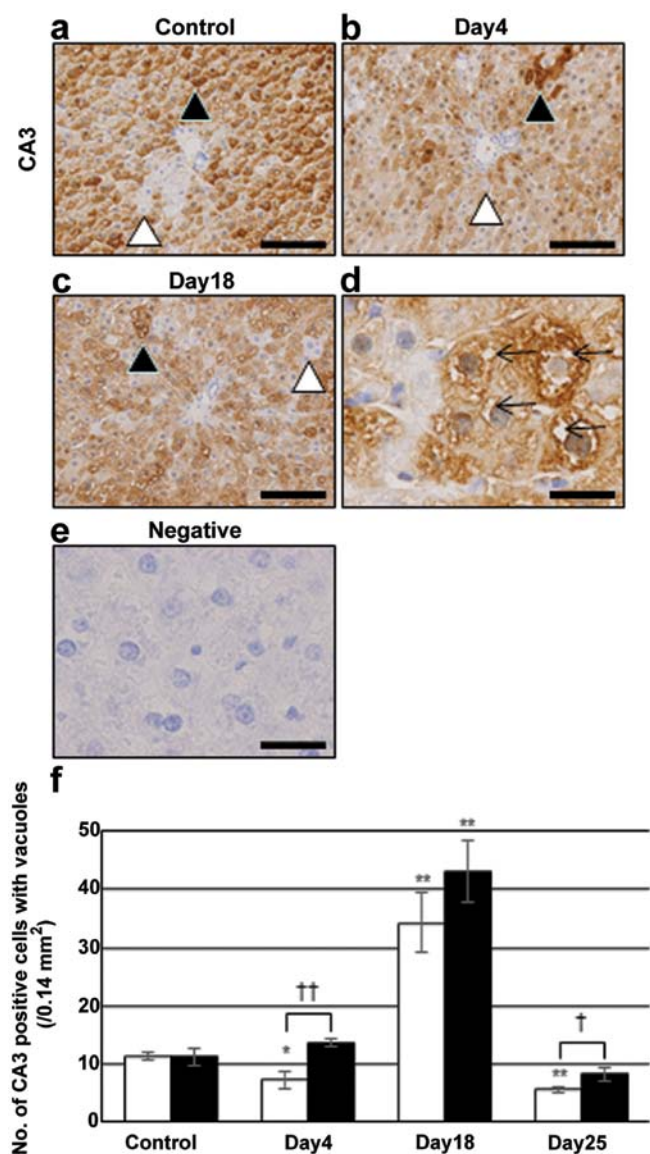 a Control
b Day4
CA3
c Day18
d
e Negative
f
No. of CA3 positive cells with vacuoles
(/0.14 mm²)
50
40
30
20
10
0
**
**
††
*
†
**
Control Day4 Day18 Day25